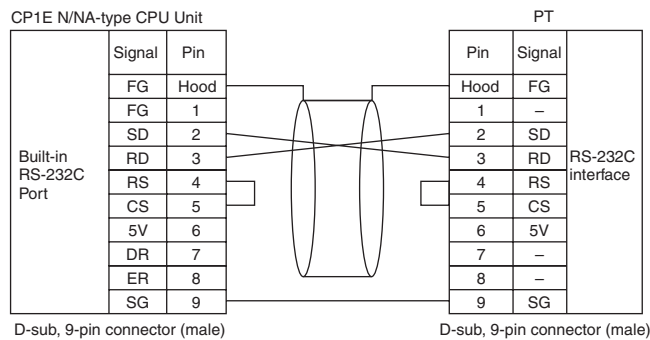 CP1E N/NA-type CPU Unit PT
Signal Pin Pin Signal
FG Hood Hood FG
FG 1 1 –
SD 2 2 SD
RD 3 3 RD
RS 4 4 RS
CS 5 5 CS
5V 6 6 5V
DR 7 7 –
ER 8 8 –
SG 9 9 SG
Built-in
RS-232C
Port
RS-232C
interface
D-sub, 9-pin connector (male) D-sub, 9-pin connector (male)